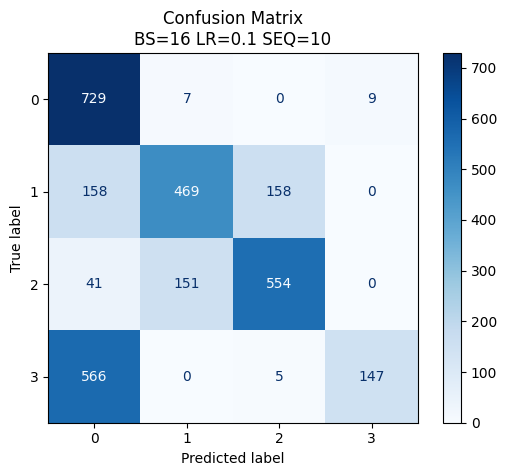 Confusion Matrix
BS=16 LR=0.1 SEQ=10
True label
0 729 7 0 9
1 158 469 158 0
2 41 151 554 0
3 566 0 5 147
0 1 2 3
Predicted label
700
600
500
400
300
200
100
0